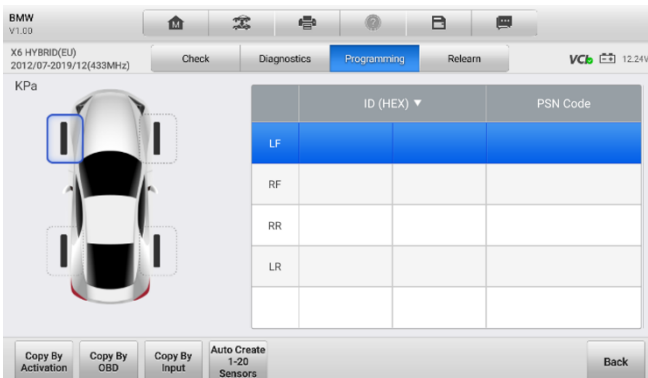 BMW
V1.00
X6 HYBRID(EU)
2012/07-2019/12(433MHz)
Check
Diagnostics
Programming
Relearn
VCI
12.24V
KPa
ID (HEX) ▼
PSN Code
LF
RF
RR
LR
Copy By
Activation
Copy By
OBD
Copy By
Input
Auto Create
1-20
Sensors
Back